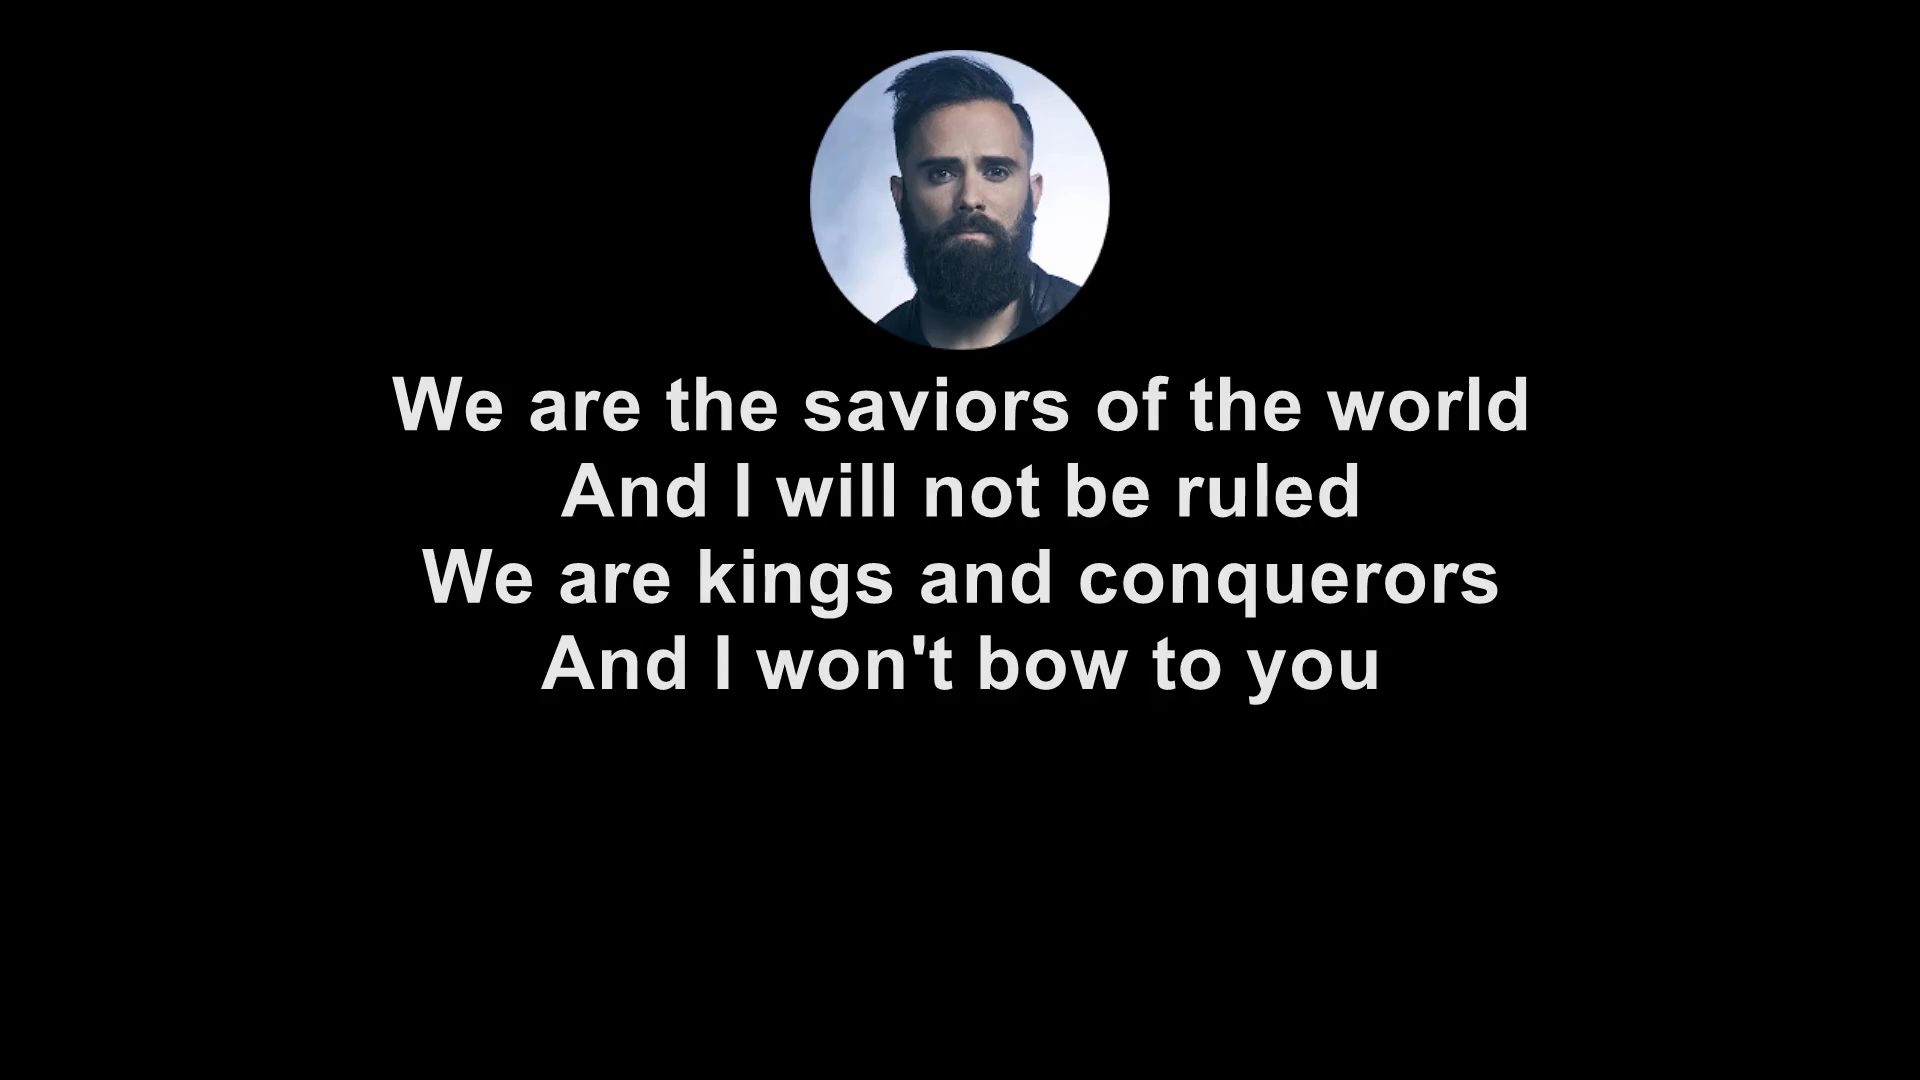 We are the saviors of the world
And I will not be ruled
We are kings and conquerors
And I won't bow to you